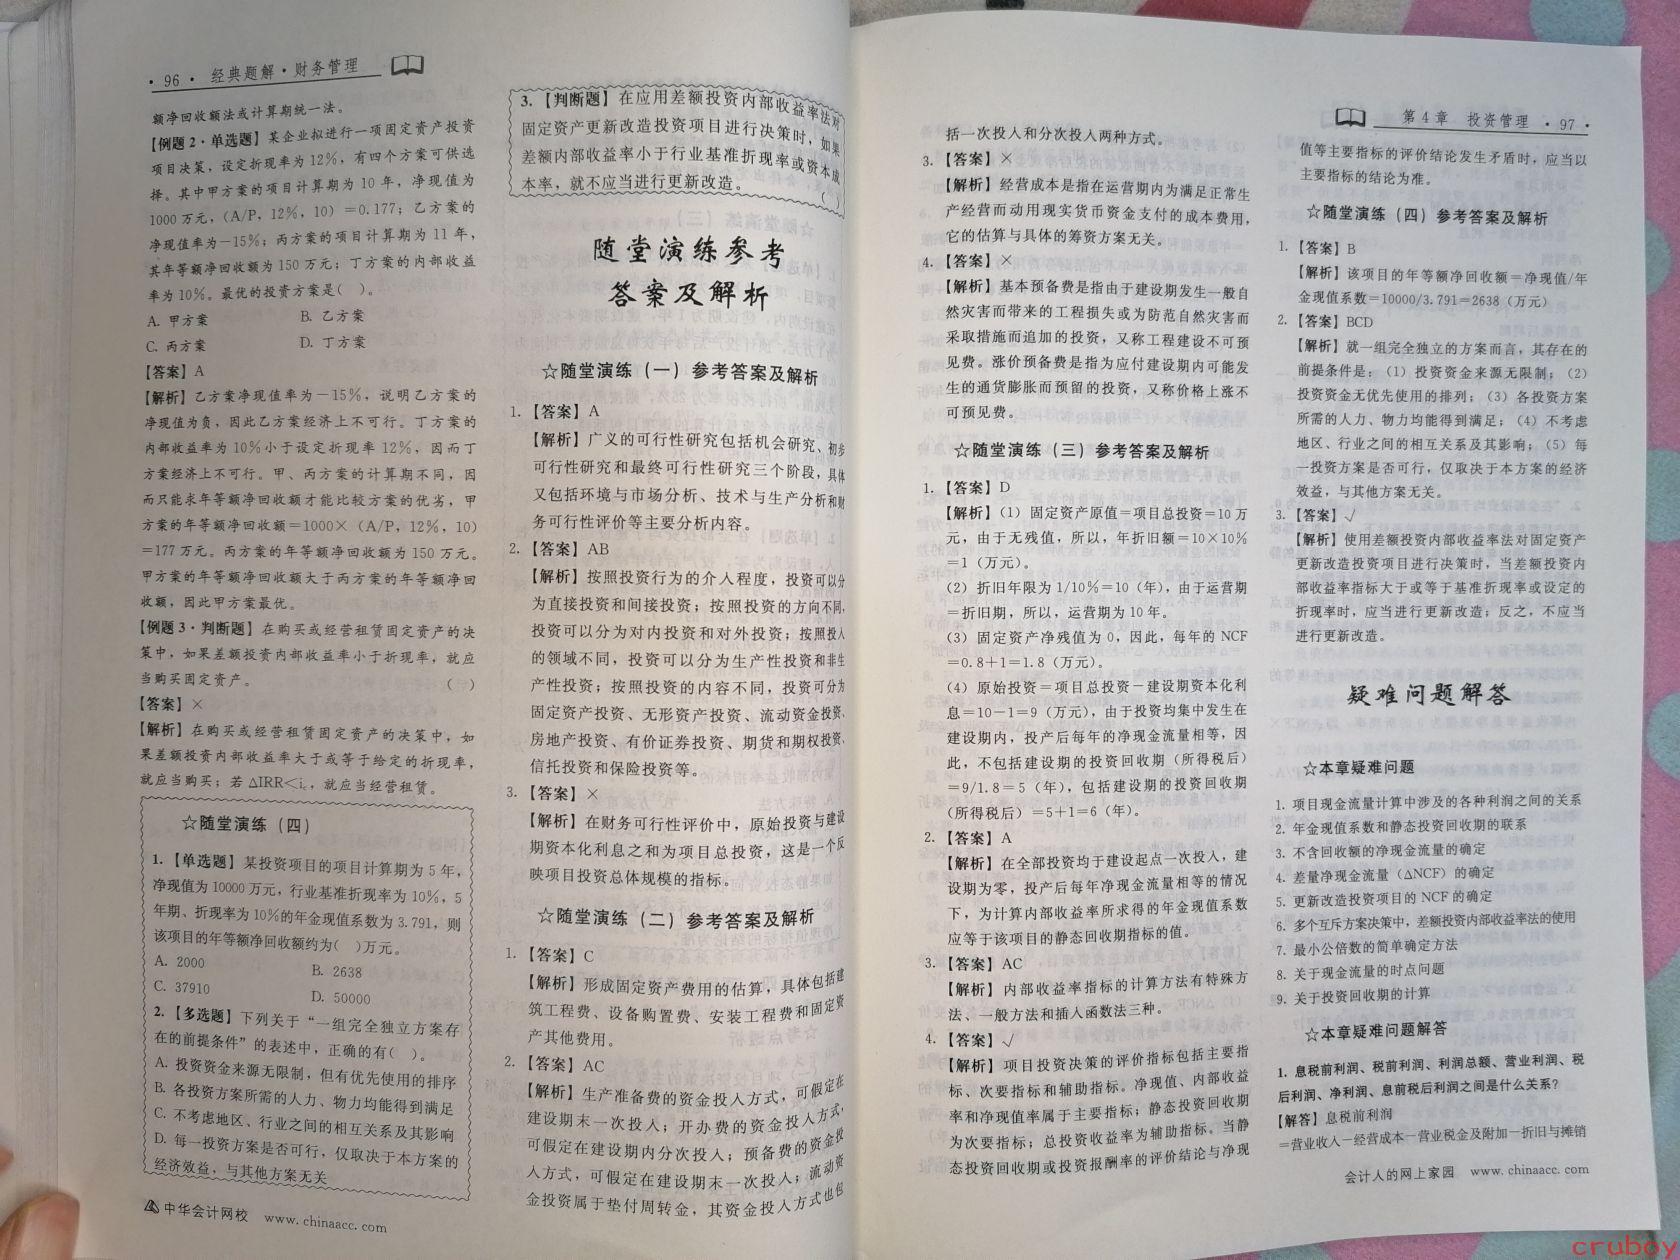 · 96 · 经典题解·财务管理
额净回收额法或计算期统一法。
【例题2·单选题】某企业拟进行一项固定资产投资
项目决策，设定折现率为12%，有四个方案可供选
择。其中甲方案的项目计算期为10年，净现值为
1000万元，(A/P，12%，10)＝0.177；乙方案的
净现值率为－15%；丙方案的项目计算期为11年，
其年等额净回收额为150万元；丁方案的内部收益
率为10%。最优的投资方案是(　)。
A. 甲方案　B. 乙方案
C. 丙方案　D. 丁方案
【答案】A
【解析】乙方案净现值率为－15%，说明乙方案的
净现值为负，因此乙方案经济上不可行。丁方案的
内部收益率为10%小于设定折现率12%，因而丁
方案经济上不可行。甲、丙方案的计算期不同，因
而只能求年等额净回收额才能比较方案的优劣，甲
方案的年等额净回收额＝1000×(A/P，12%，10)
＝177万元。丙方案的年等额净回收额为150万元。
甲方案的年等额净回收额大于丙方案的年等额净回
收额，因此甲方案最优。
【例题3·判断题】在购买或经营租赁固定资产的决
策中，如果差额投资内部收益率小于折现率，就应
当购买固定资产。(　)
【答案】×
【解析】在购买或经营租赁固定资产的决策中，如
果差额投资内部收益率大于或等于给定的折现率，
就应当购买；若ΔIRR＜ic，就应当经营租赁。
☆随堂演练（四）
1.【单选题】某投资项目的项目计算期为5年，
净现值为10000万元，行业基准折现率为10%，5
年期、折现率为10%的年金现值系数为3.791，则
该项目的年等额净回收额约为(　)万元。
A. 2000　B. 2638
C. 37910　D. 50000
2.【多选题】下列关于“一组完全独立方案存
在的前提条件”的表述中，正确的有(　)。
A. 投资资金来源无限制，但有优先使用的排序
B. 各投资方案所需的人力、物力均能得到满足
C. 不考虑地区、行业之间的相互关系及其影响
D. 每一投资方案是否可行，仅取决于本方案的
经济效益，与其他方案无关
中华会计网校 www.chinaacc.com
3.【判断题】在应用差额投资内部收益率法对
固定资产更新改造投资项目进行决策时，如果
差额内部收益率小于行业基准折现率或资本成
本率，就不应当进行更新改造。(　)
随堂演练参考
答案及解析
☆随堂演练（一）参考答案及解析
1.【答案】A
【解析】广义的可行性研究包括机会研究、初步
可行性研究和最终可行性研究三个阶段，具体
又包括环境与市场分析、技术与生产分析和财
务可行性评价等主要分析内容。
2.【答案】AB
【解析】按照投资行为的介入程度，投资可以分
为直接投资和间接投资；按照投资的方向不同，
投资可以分为对内投资和对外投资；按照投入
的领域不同，投资可以分为生产性投资和非生
产性投资；按照投资的内容不同，投资可分为
固定资产投资、无形资产投资、流动资金投资、
房地产投资、有价证券投资、期货和期权投资、
信托投资和保险投资等。
3.【答案】×
【解析】在财务可行性评价中，原始投资与建设
期资本化利息之和为项目总投资，这是一个反
映项目投资总体规模的指标。
☆随堂演练（二）参考答案及解析
1.【答案】C
【解析】形成固定资产费用的估算，具体包括建
筑工程费、设备购置费、安装工程费和固定资
产其他费用。
2.【答案】AC
【解析】生产准备费的资金投入方式，可假定在
建设期末一次投入；开办费的资金投入方式，
可假定在建设期内分次投入；预备费的资金投
入方式，可假定在建设期末一次投入；流动资
金投资属于垫付周转金，其资金投入方式也包
第4章　投资管理 · 97 ·
括一次投入和分次投入两种方式。
3.【答案】×
【解析】经营成本是指在运营期内为满足正常生
产经营而动用现实货币资金支付的成本费用，
它的估算与具体的筹资方案无关。
4.【答案】×
【解析】基本预备费是指由于建设期发生一般自
然灾害而带来的工程损失或为防范自然灾害而
采取措施而追加的投资，又称工程建设不可预
见费。涨价预备费是指为应付建设期内可能发
生的通货膨胀而预留的投资，又称价格上涨不
可预见费。
☆随堂演练（三）参考答案及解析
1.【答案】D
【解析】（1）固定资产原值＝项目总投资＝10万
元，由于无残值，所以，年折旧额＝10×10%
＝1（万元）。
（2）折旧年限为1/10%＝10（年），由于运营期
＝折旧期，所以，运营期为10年。
（3）固定资产净残值为0，因此，每年的NCF
＝0.8＋1＝1.8（万元）。
（4）原始投资＝项目总投资－建设期资本化利
息＝10－1＝9（万元），由于投资均集中发生在
建设期内，投产后每年的净现金流量相等，因
此，不包括建设期的投资回收期（所得税后）
＝9/1.8＝5（年），包括建设期的投资回收期
（所得税后）＝5＋1＝6（年）。
2.【答案】A
【解析】在全部投资均于建设起点一次投入，建
设期为零，投产后每年净现金流量相等的情况
下，为计算内部收益率所求得的年金现值系数
应等于该项目的静态回收期指标的值。
3.【答案】AC
【解析】内部收益率指标的计算方法有特殊方
法、一般方法和插入函数法三种。
4.【答案】√
【解析】项目投资决策的评价指标包括主要指
标、次要指标和辅助指标。净现值、内部收益
率和净现值率属于主要指标；静态投资回收期
为次要指标；总投资收益率为辅助指标。当静
态投资回收期或投资报酬率的评价结论与净现
值等主要指标的评价结论发生矛盾时，应当以
主要指标的结论为准。
☆随堂演练（四）参考答案及解析
1.【答案】B
【解析】该项目的年等额净回收额＝净现值/年
金现值系数＝10000/3.791＝2638（万元）
2.【答案】BCD
【解析】就一组完全独立的方案而言，其存在的
前提条件是：（1）投资资金来源无限制；（2）
投资资金无优先使用的排列；（3）各投资方案
所需的人力、物力均能得到满足；（4）不考虑
地区、行业之间的相互关系及其影响；（5）每
一投资方案是否可行，仅取决于本方案的经济
效益，与其他方案无关。
3.【答案】√
【解析】使用差额投资内部收益率法对固定资产
更新改造投资项目进行决策时，当差额投资内
部收益率指标大于或等于基准折现率或设定的
折现率时，应当进行更新改造；反之，不应当
进行更新改造。
疑难问题解答
☆本章疑难问题
1. 项目现金流量计算中涉及的各种利润之间的关系
2. 年金现值系数和静态投资回收期的联系
3. 不含回收额的净现金流量的确定
4. 差量净现金流量（ΔNCF）的确定
5. 更新改造投资项目的NCF的确定
6. 多个互斥方案决策中，差额投资内部收益率法的使用
7. 最小公倍数的简单确定方法
8. 关于现金流量的时点问题
9. 关于投资回收期的计算
☆本章疑难问题解答
1. 息税前利润、税前利润、利润总额、营业利润、税
后利润、净利润、息前税后利润之间是什么关系?
【解答】息税前利润
＝营业收入－经营成本－营业税金及附加－折旧与摊销
会计人的网上家园 www.chinaacc.com
cruboy